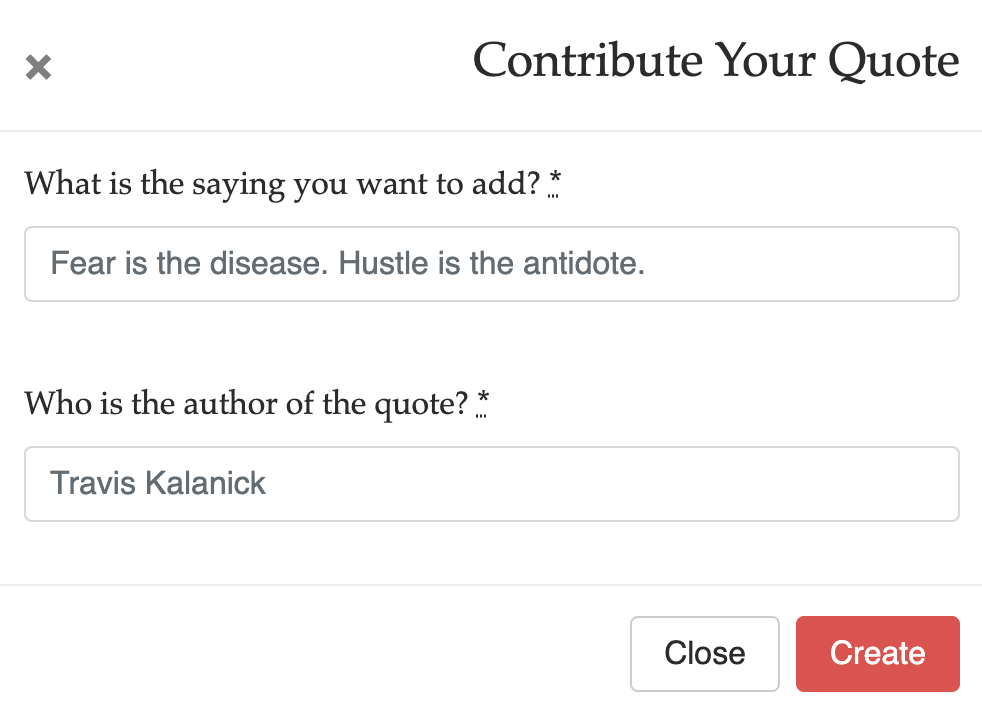 × Contribute Your Quote
What is the saying you want to add? *
Fear is the disease. Hustle is the antidote.
Who is the author of the quote? *
Travis Kalanick
Close Create